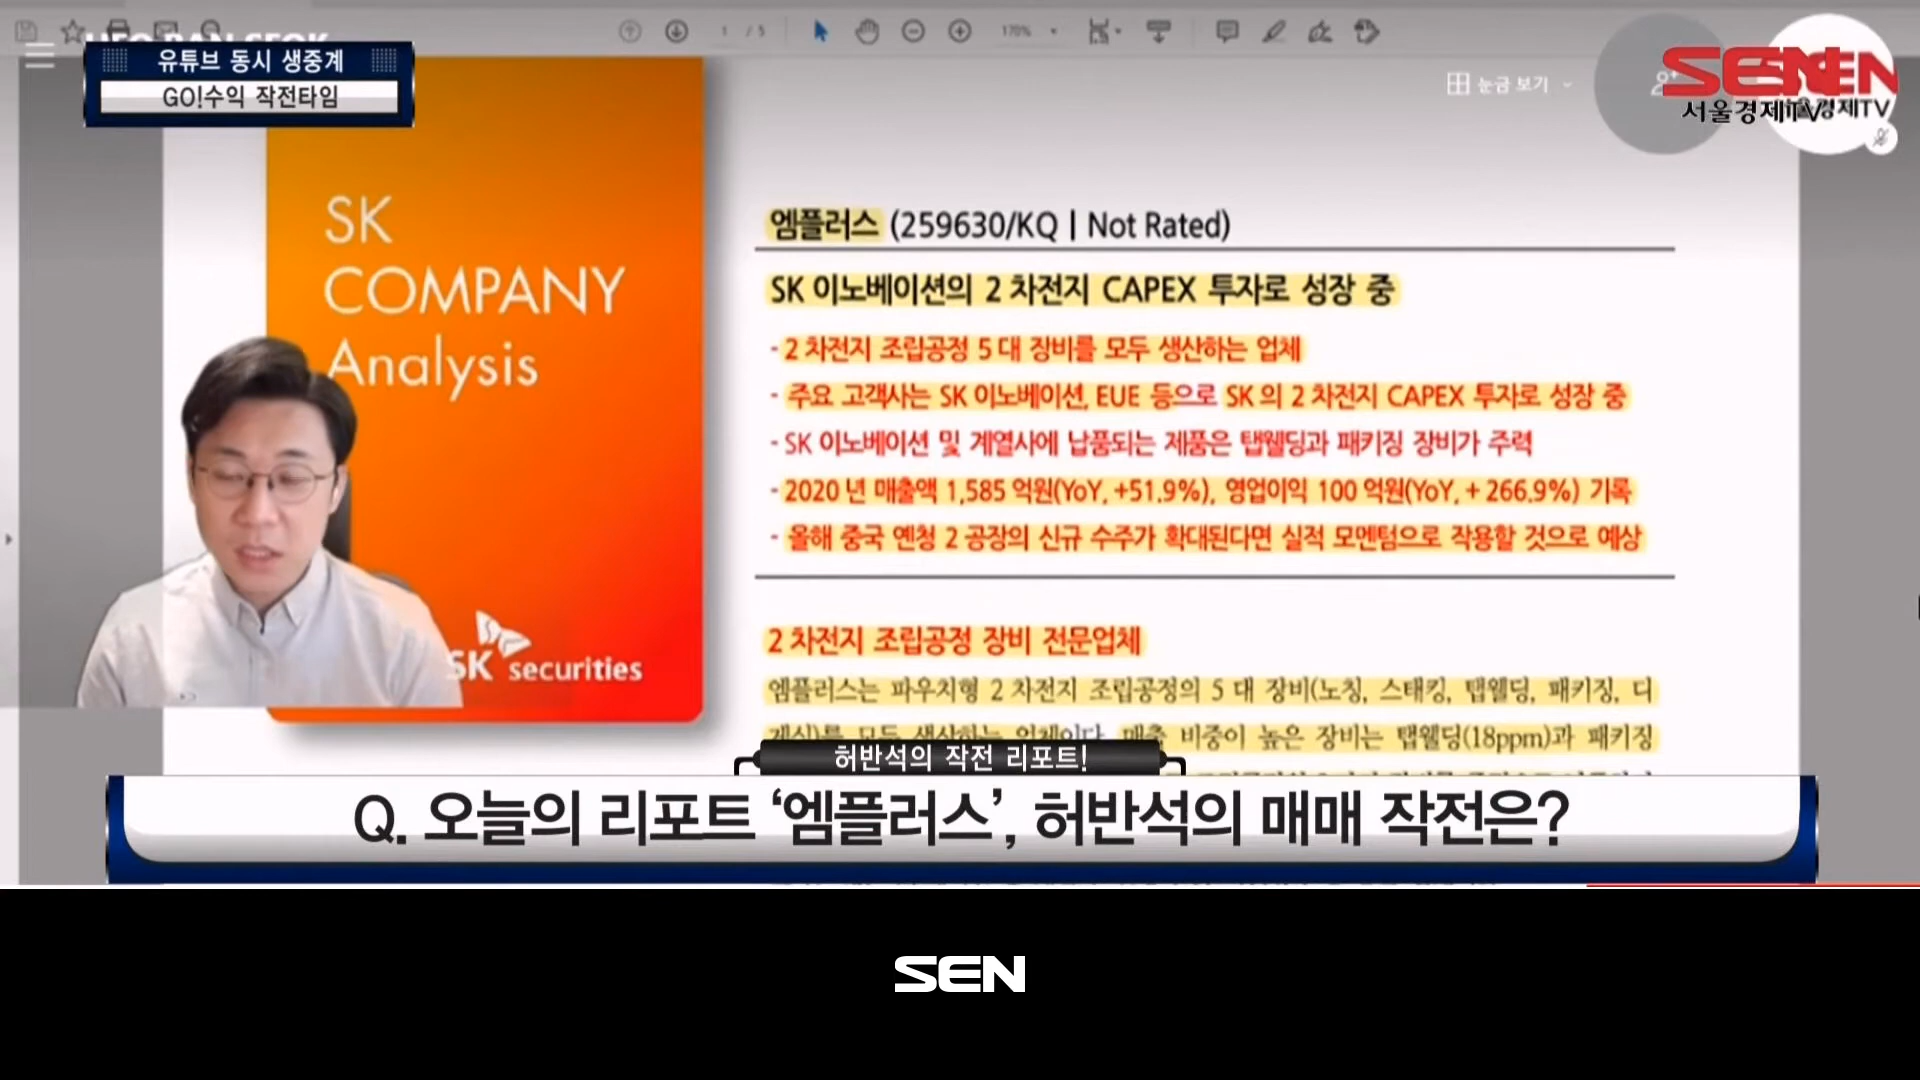 유튜브 동시 생중계
GO!수익 작전타임
1 / 5
170%
눈금 보기
SEN
서울경제TV
SK
COMPANY
Analysis
SK securities
엠플러스 (259630/KQ | Not Rated)
SK 이노베이션의 2 차전지 CAPEX 투자로 성장 중
- 2 차전지 조립공정 5 대 장비를 모두 생산하는 업체
- 주요 고객사는 SK 이노베이션, EUE 등으로 SK 의 2 차전지 CAPEX 투자로 성장 중
- SK 이노베이션 및 계열사에 납품되는 제품은 탭웰딩과 패키징 장비가 주력
- 2020 년 매출액 1,585 억원(YoY, +51.9%), 영업이익 100 억원(YoY, + 266.9%) 기록
- 올해 중국 옌청 2 공장의 신규 수주가 확대된다면 실적 모멘텀으로 작용할 것으로 예상
2 차전지 조립공정 장비 전문업체
엠플러스는 파우치형 2 차전지 조립공정의 5 대 장비(노칭, 스태킹, 탭웰딩, 패키징, 디
매출 비중이 높은 장비는 탭웰딩(18ppm)과 패키징
허반석의 작전 리포트!
Q. 오늘의 리포트 ‘엠플러스’, 허반석의 매매 작전은?
SEN